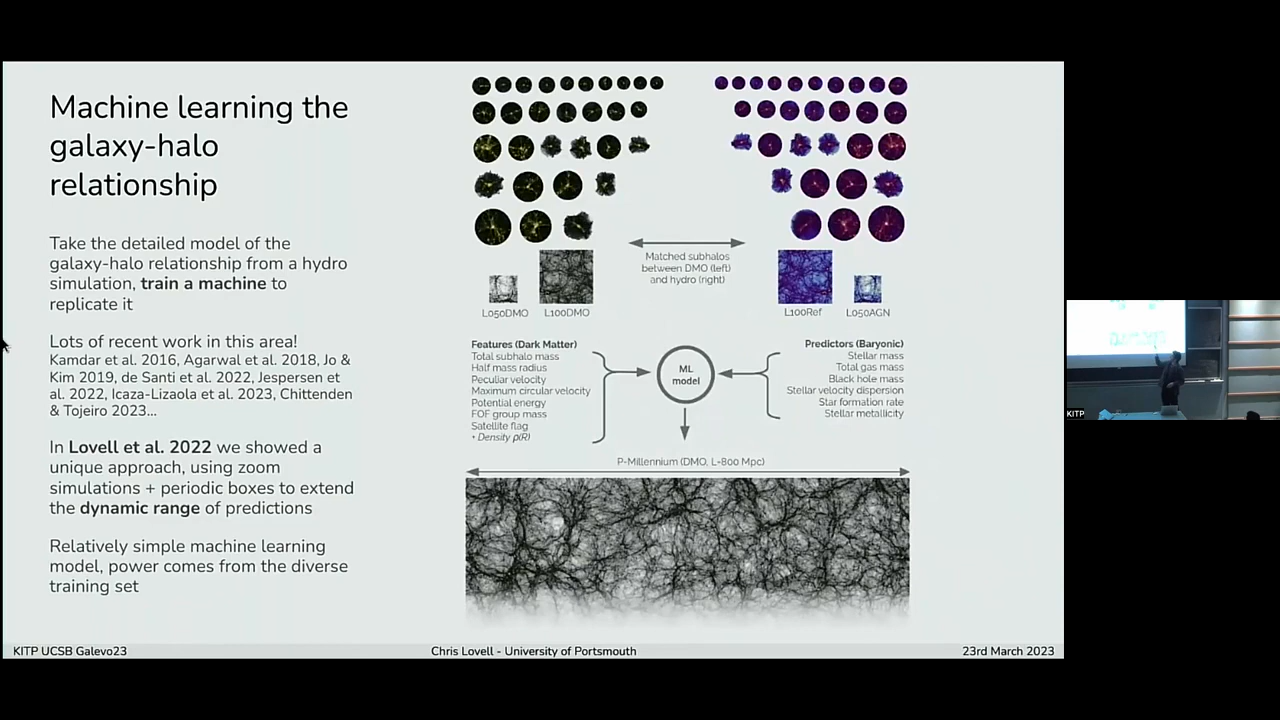 Machine learning the
galaxy-halo
relationship
Take the detailed model of the
galaxy-halo relationship from a hydro
simulation, train a machine to
replicate it
Lots of recent work in this area!
Kamdar et al. 2016, Agarwal et al. 2018, Jo &
Kim 2019, de Santi et al. 2022, Jespersen et
al. 2022, Icaza-Lizaola et al. 2023, Chittenden
& Tojeiro 2023...
In Lovell et al. 2022 we showed a
unique approach, using zoom
simulations + periodic boxes to extend
the dynamic range of predictions
Relatively simple machine learning
model, power comes from the diverse
training set
Matched subhalos
between DMO (left)
and hydro (right)
L050DMO
L100DMO
L100Ref
L050AGN
Features (Dark Matter)
Total subhalo mass
Half mass radius
Peculiar velocity
Maximum circular velocity
Potential energy
FOF group mass
Satellite flag
+ Density ρ(R)
ML
model
Predictors (Baryonic)
Stellar mass
Total gas mass
Black hole mass
Stellar velocity dispersion
Star formation rate
Stellar metallicity
P-Millennium (DMO, L=800 Mpc)
KITP UCSB Galevo23
Chris Lovell - University of Portsmouth
23rd March 2023
KITP